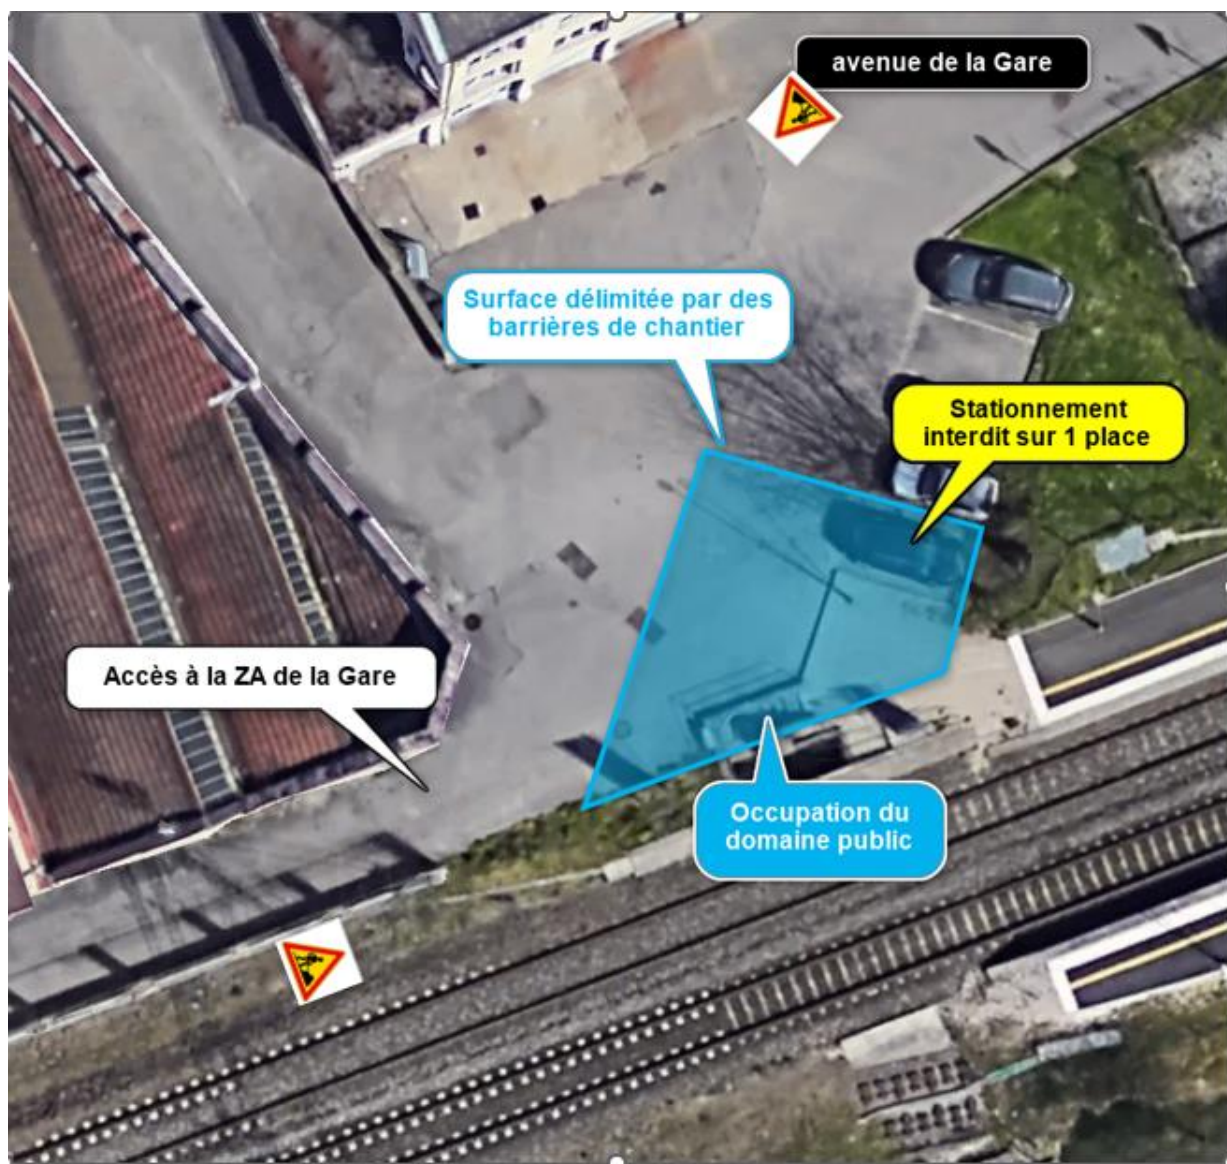 avenue de la Gare
Surface délimitée par des
barrières de chantier
Stationnement
interdit sur 1 place
Accès à la ZA de la Gare
Occupation du
domaine public